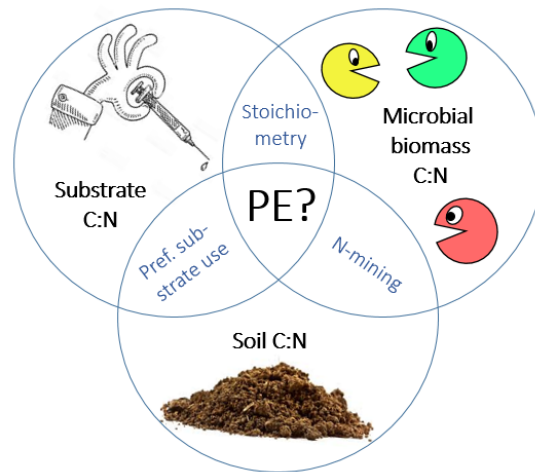 Stoichio-
metry
Microbial
biomass
C:N
Substrate
C:N
PE?
Pref. sub-
strate use
N-mining
Soil C:N